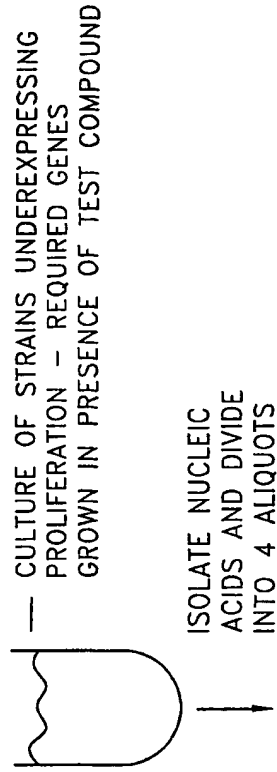 — CULTURE OF STRAINS UNDEREXPRESSING
PROLIFERATION – REQUIRED GENES
GROWN IN PRESENCE OF TEST COMPOUND
ISOLATE NUCLEIC
ACIDS AND DIVIDE
INTO 4 ALIQUOTS